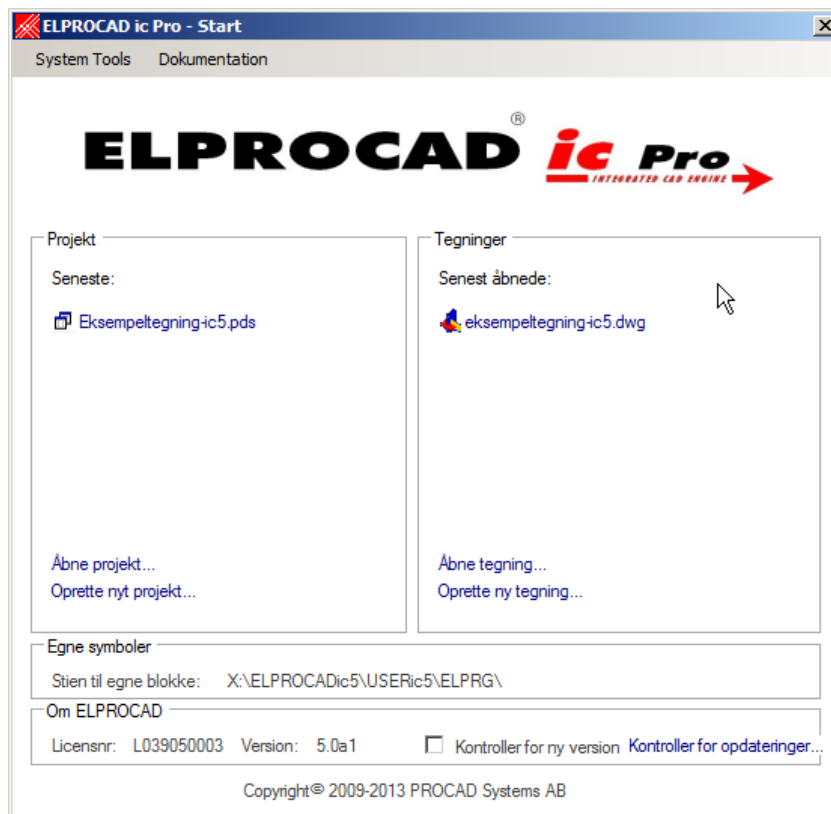 ELPROCAD ic Pro - Start
System Tools Dokumentation
ELPROCAD® ic Pro
INTEGRATED CAD ENGINE
Projekt
Seneste:
Eksempeltegning-ic5.pds
Åbne projekt...
Oprette nyt projekt...
Tegninger
Senest åbnede:
eksempeltegning-ic5.dwg
Åbne tegning...
Oprette ny tegning...
Egne symboler
Stien til egne blokke: X:\ELPROCADic5\USERic5\ELPRG\
Om ELPROCAD
Licensnr: L039050003 Version: 5.0a1 Kontroller for ny version Kontroller for opdateringer...
Copyright© 2009-2013 PROCAD Systems AB